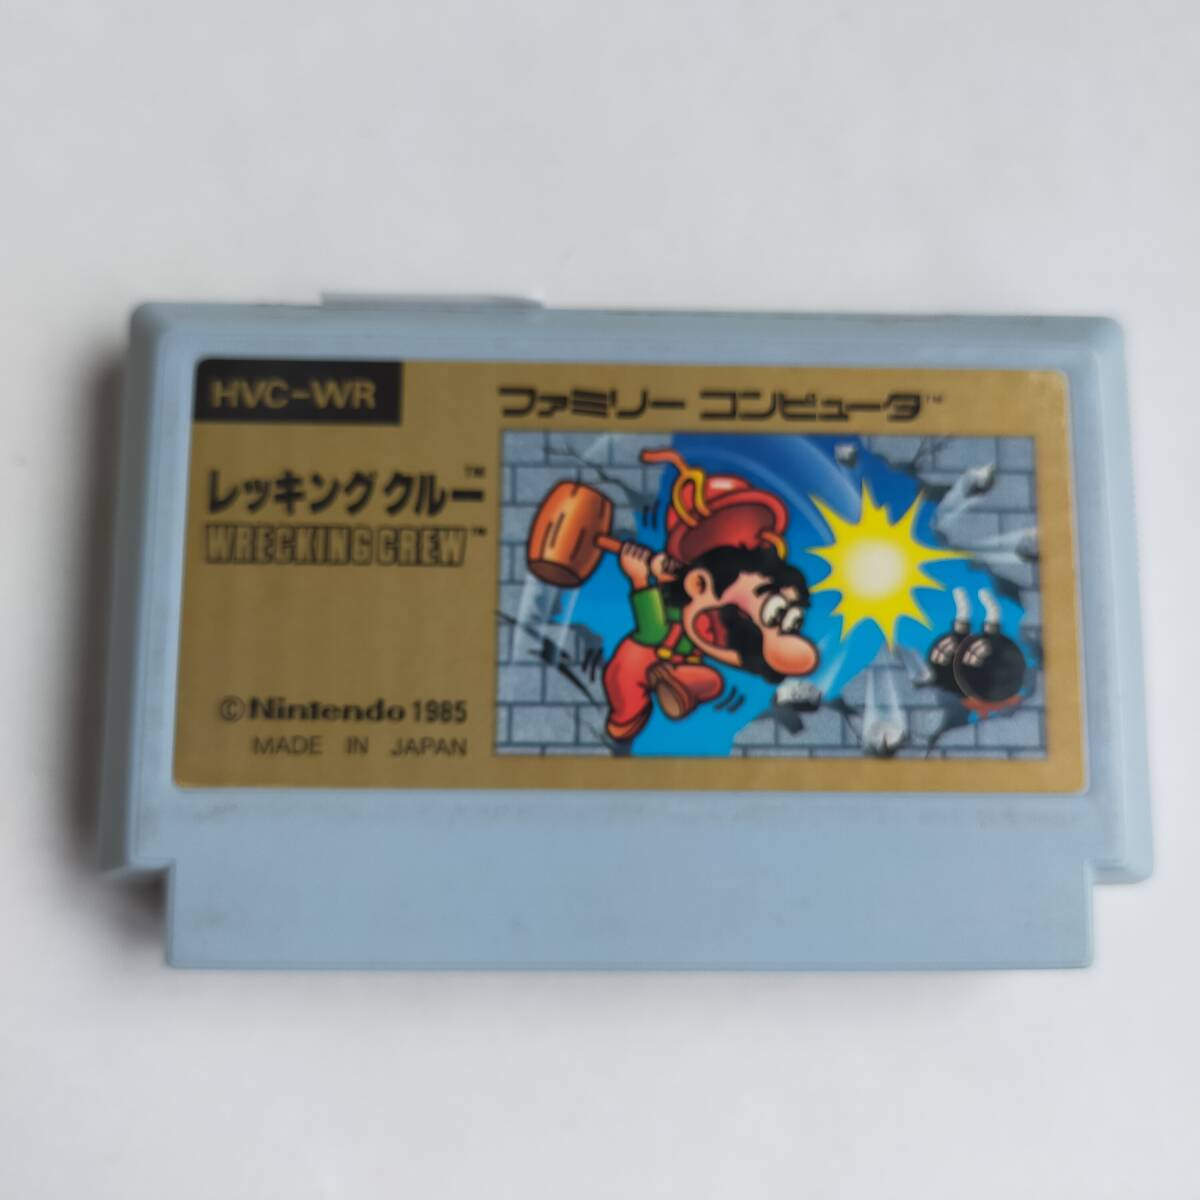 HVC-WR
ファミリー コンピュータ™
レッキングクルー™
WRECKING CREW™
©Nintendo 1985
MADE IN JAPAN